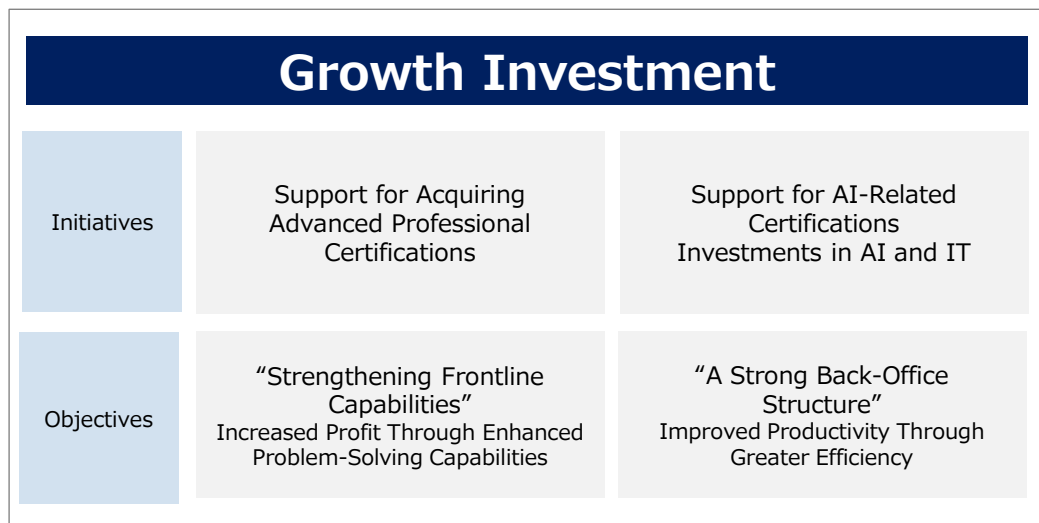 Growth Investment
Initiatives
Support for Acquiring
Advanced Professional
Certifications
Support for AI-Related
Certifications
Investments in AI and IT
Objectives
“Strengthening Frontline
Capabilities”
Increased Profit Through Enhanced
Problem-Solving Capabilities
“A Strong Back-Office
Structure”
Improved Productivity Through
Greater Efficiency